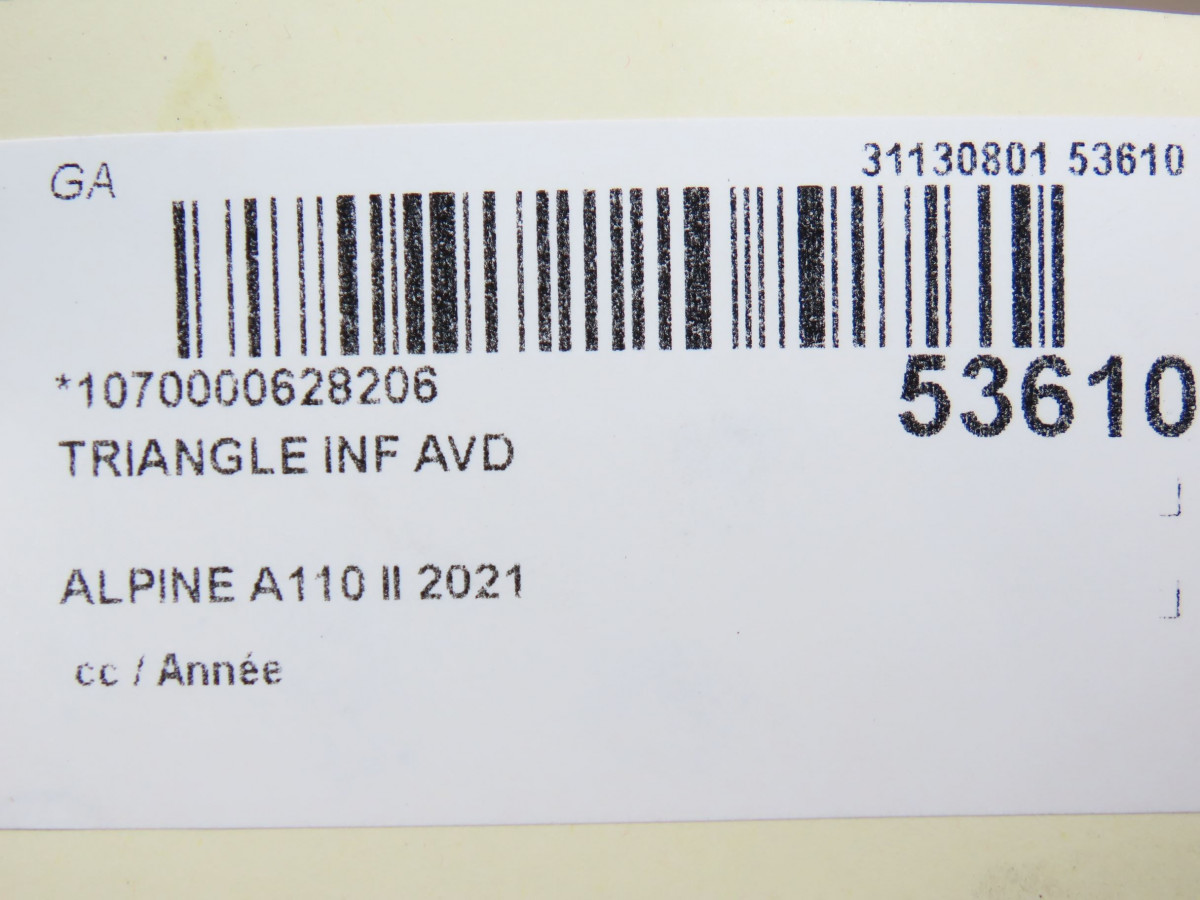 GA
31130801 53610
*1070000628206
53610
TRIANGLE INF AVD
ALPINE A110 II 2021
cc / Année